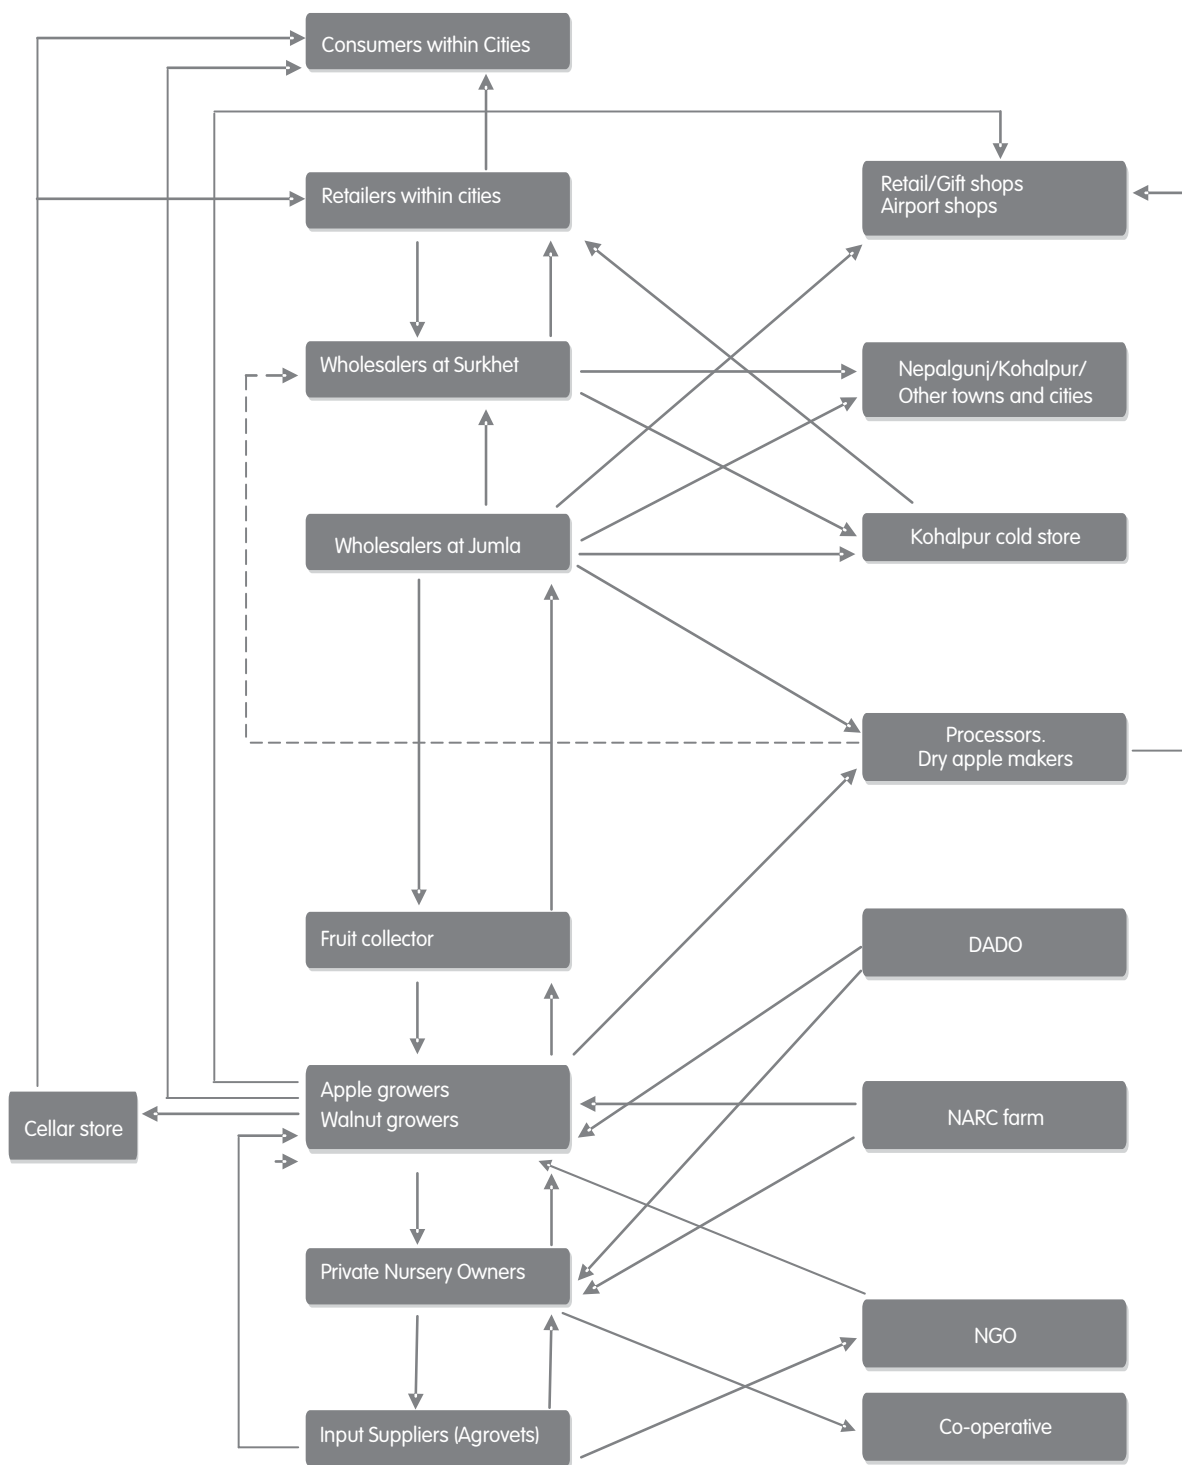 Consumers within Cities
Retailers within cities
Retail/Gift shops
Airport shops
Wholesalers at Surkhet
Nepalgunj/Kohalpur/
Other towns and cities
Wholesalers at Jumla
Kohalpur cold store
Processors.
Dry apple makers
Fruit collector
DADO
Apple growers
Walnut growers
Cellar store
NARC farm
Private Nursery Owners
NGO
Input Suppliers (Agrovets)
Co-operative